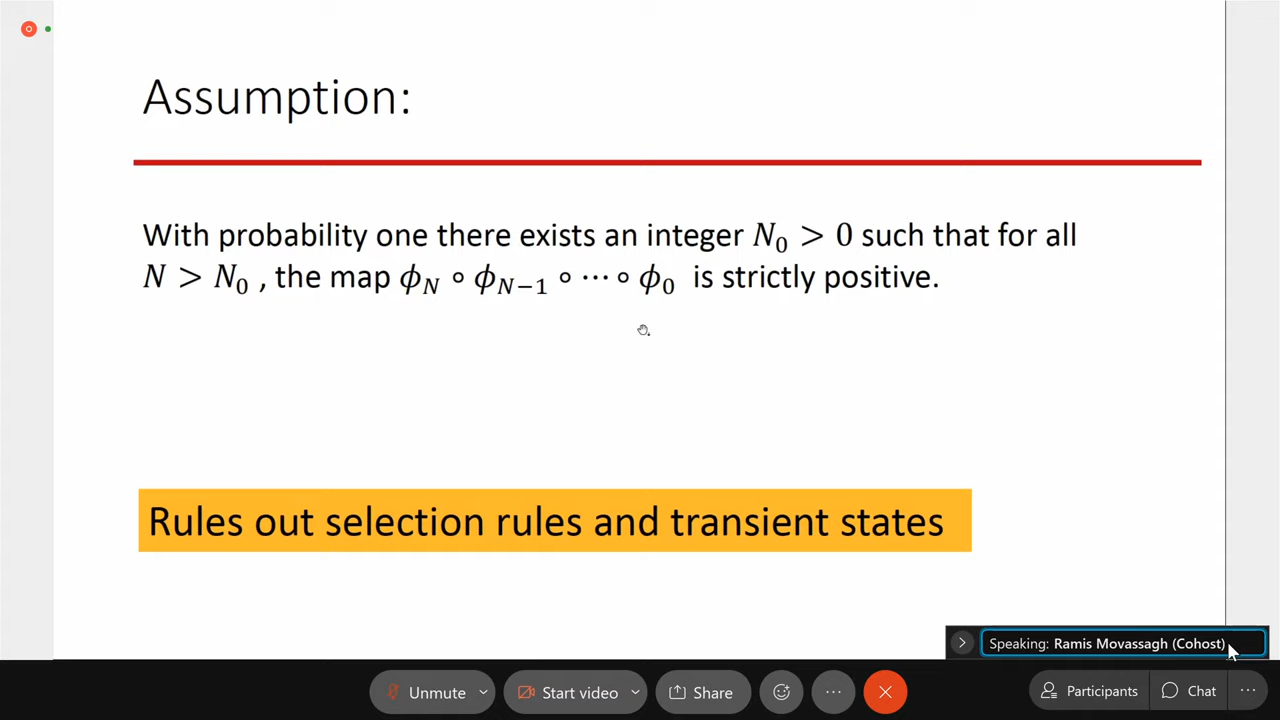 Assumption:
With probability one there exists an integer N₀ > 0 such that for all
N > N₀ , the map ϕ_N ∘ ϕ_{N−1} ∘ ⋯ ∘ ϕ₀ is strictly positive.
Rules out selection rules and transient states
Speaking: Ramis Movassagh (Cohost)
Unmute
Start video
Share
Participants
Chat